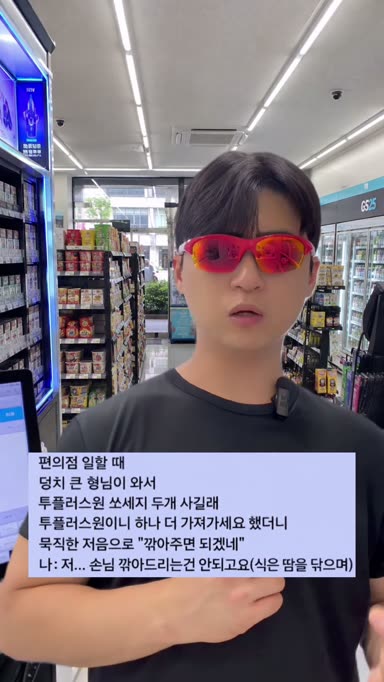 GS25
편의점 일할 때
덩치 큰 형님이 와서
투플러스원 쏘세지 두개 사길래
투플러스원이니 하나 더 가져가세요 했더니
묵직한 저음으로 "깎아주면 되겠네"
나: 저... 손님 깎아드리는건 안되고요(식은 땀을 닦으며)